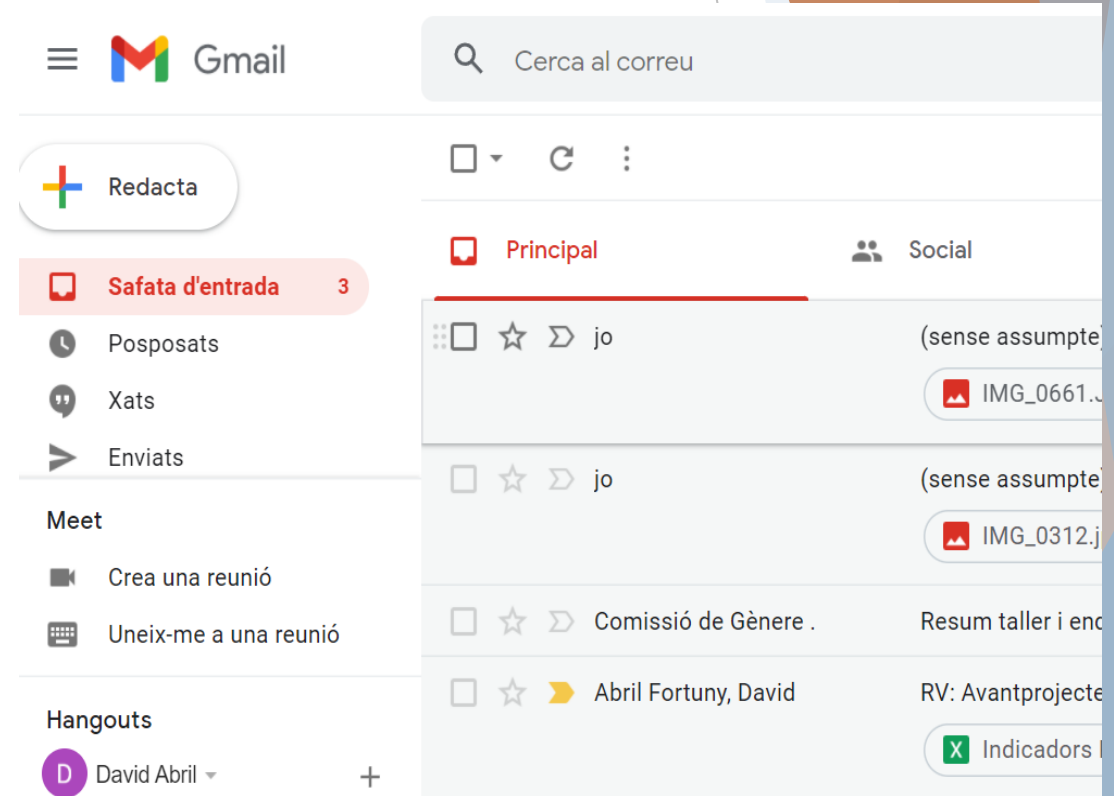 Gmail
Cerca al correu
Redacta
Principal
Social
Safata d'entrada 3
Posposats
Xats
Enviats
Meet
Crea una reunió
Uneix-me a una reunió
Hangouts
D David Abril
jo (sense assumpte)
IMG_0661.
jo (sense assumpte)
IMG_0312.j
Comissió de Gènere . Resum taller i
Abril Fortuny, David RV: Avantprojecte
X Indicadors